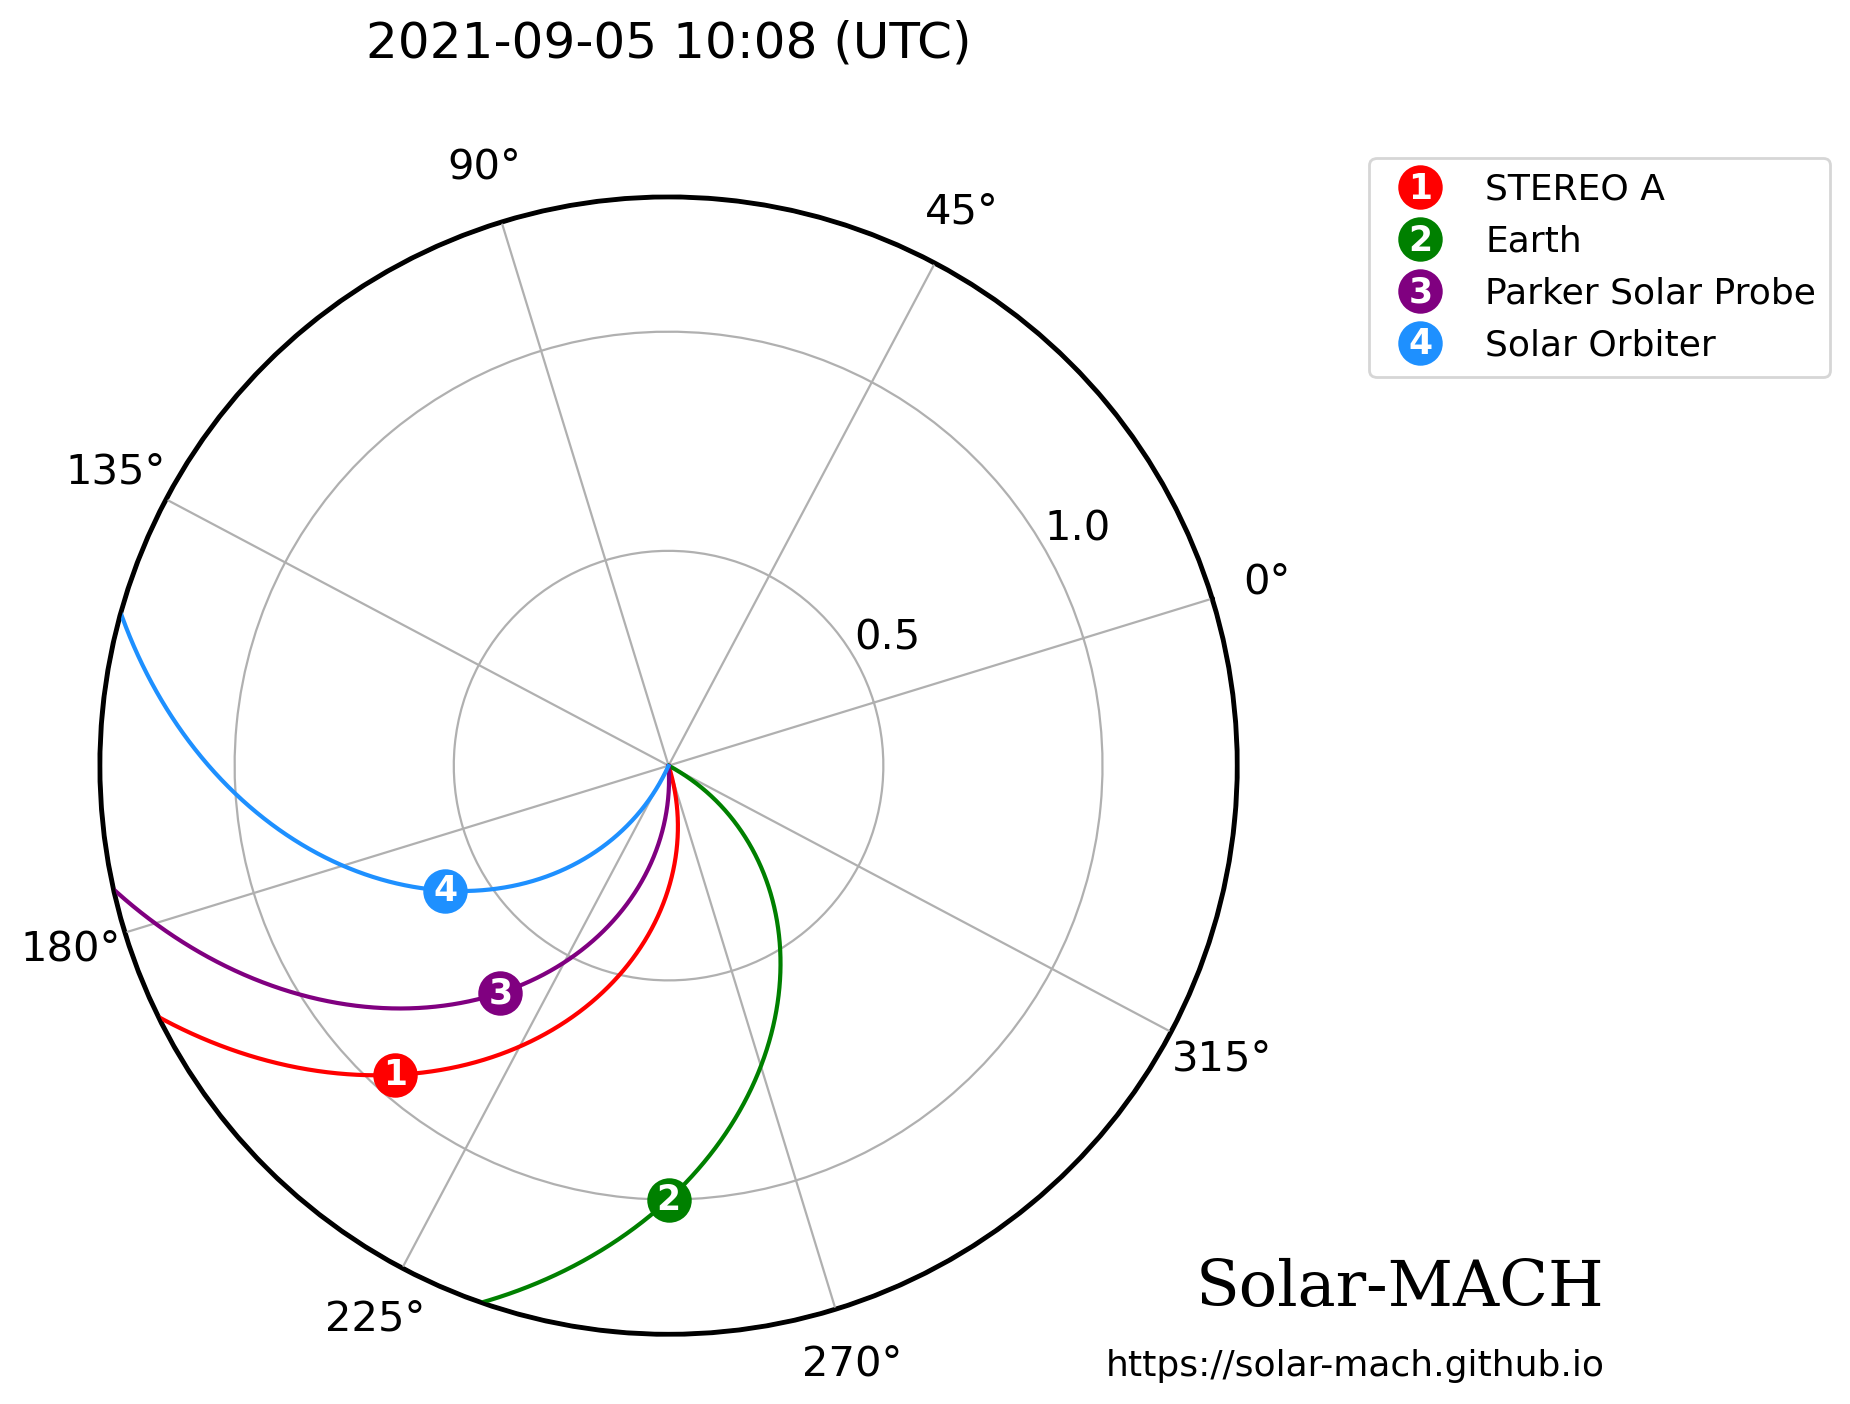 2021-09-05 10:08 (UTC)
90°
45°
1 STEREO A
2 Earth
3 Parker Solar Probe
4 Solar Orbiter
135°
1.0
0°
0.5
4
180°
3
315°
1
2
225°
270°
Solar-MACH
https://solar-mach.github.io